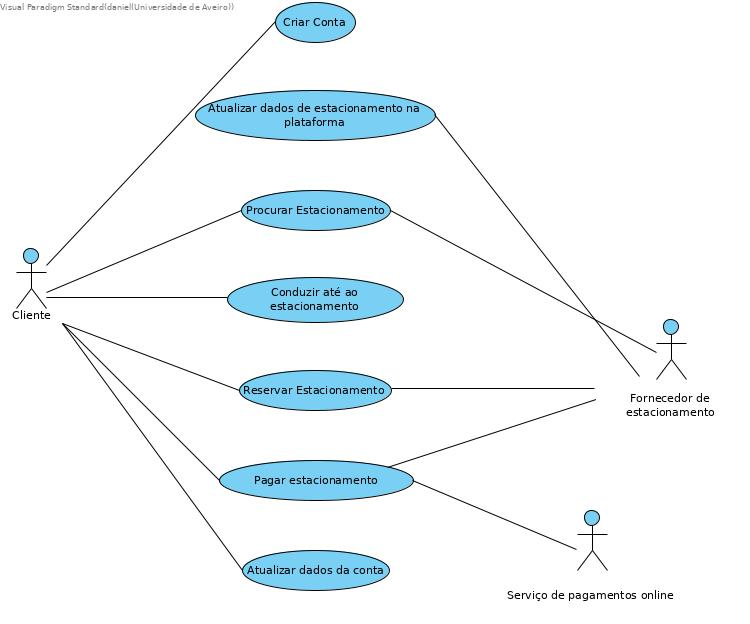 Visual Paradigm Standard(daniel(Universidade de Aveiro))
Criar Conta
Atualizar dados de estacionamento na
plataforma
Procurar Estacionamento
Conduzir até ao
estacionamento
Cliente
Reservar Estacionamento
Fornecedor de
estacionamento
Pagar estacionamento
Atualizar dados da conta
Serviço de pagamentos online